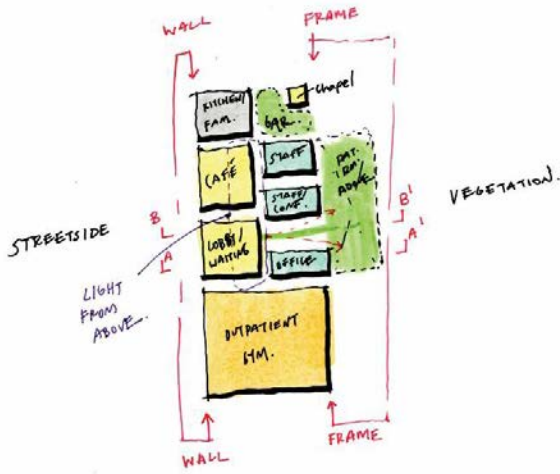 WALL
FRAME
chapel
KITCHEN/
FAM.
GAR.
STAFF
PAT.
TRM.
ABOVE
CAFÉ
STAFF/
CONF.
B
B'
VEGETATION.
STREETSIDE
LOBBY/
WAITING
A
A'
OFFICE
LIGHT
FROM
ABOVE.
OUTPATIENT
GYM.
WALL
FRAME